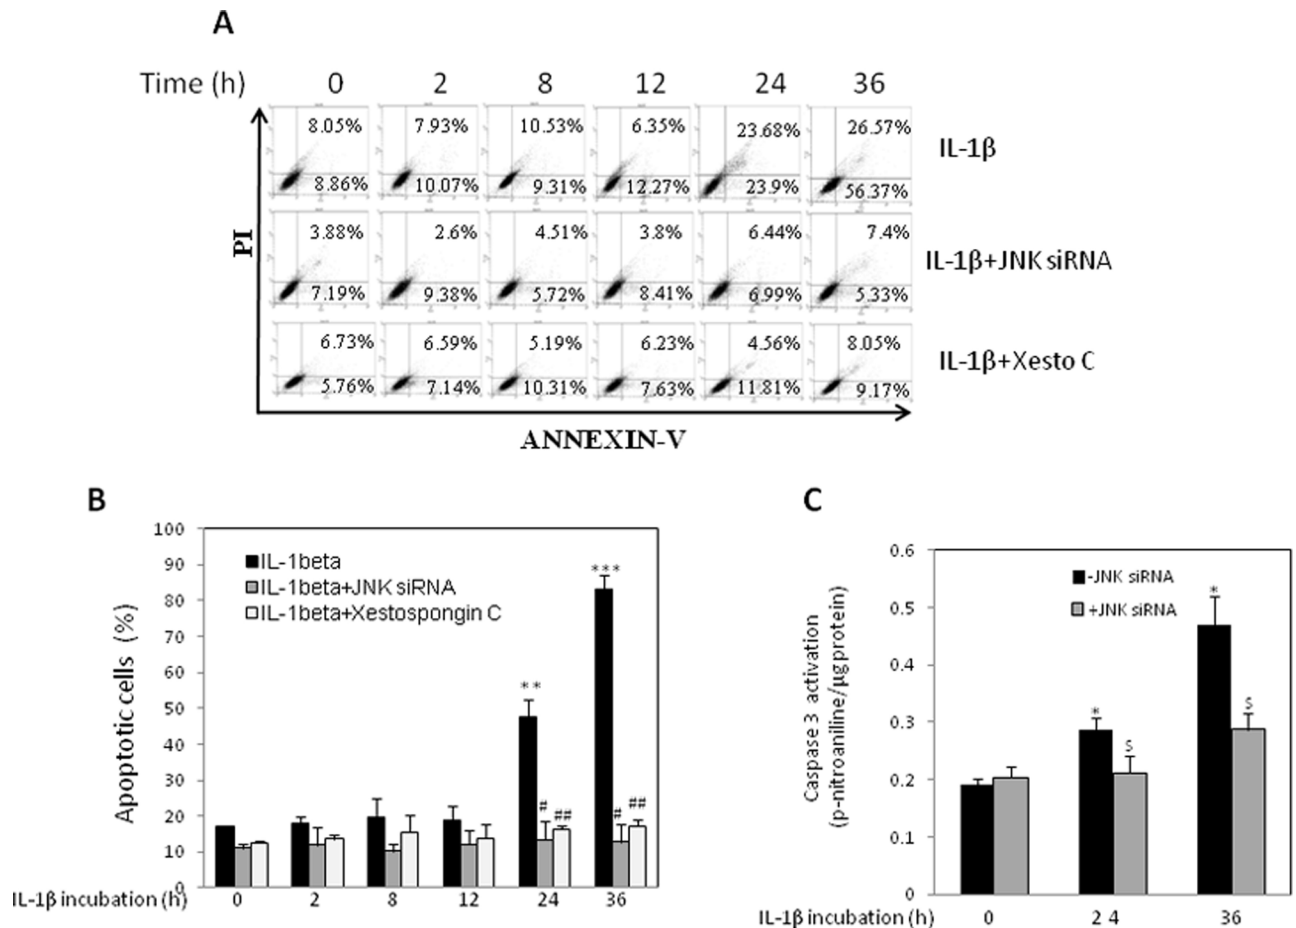 A
Time (h) 0 2 8 12 24 36
8.05% 7.93% 10.53% 6.35% 23.68% 26.57%
IL-1β
8.86% 10.07% 9.31% 12.27% 23.9% 56.37%
3.88% 2.6% 4.51% 3.8% 6.44% 7.4%
IL-1β+JNK siRNA
7.19% 9.38% 5.72% 8.41% 6.99% 5.33%
6.73% 6.59% 5.19% 6.23% 4.56% 8.05%
IL-1β+Xesto C
5.76% 7.14% 10.31% 7.63% 11.81% 9.17%
PI
ANNEXIN-V
B
Apoptotic cells (%)
100
90
80
70
60
50
40
30
20
10
0
IL-1beta
IL-1beta+JNK siRNA
IL-1beta+Xestospongin C
**
***
# ##
# ##
IL-1β incubation (h) 0 2 8 12 24 36
C
Caspase 3 activation
(p-nitroaniline/µg protein)
0.6
0.5
0.4
0.3
0.2
0.1
0
-JNK siRNA
+JNK siRNA
* $
* $
IL-1β incubation (h) 0 2 4 36